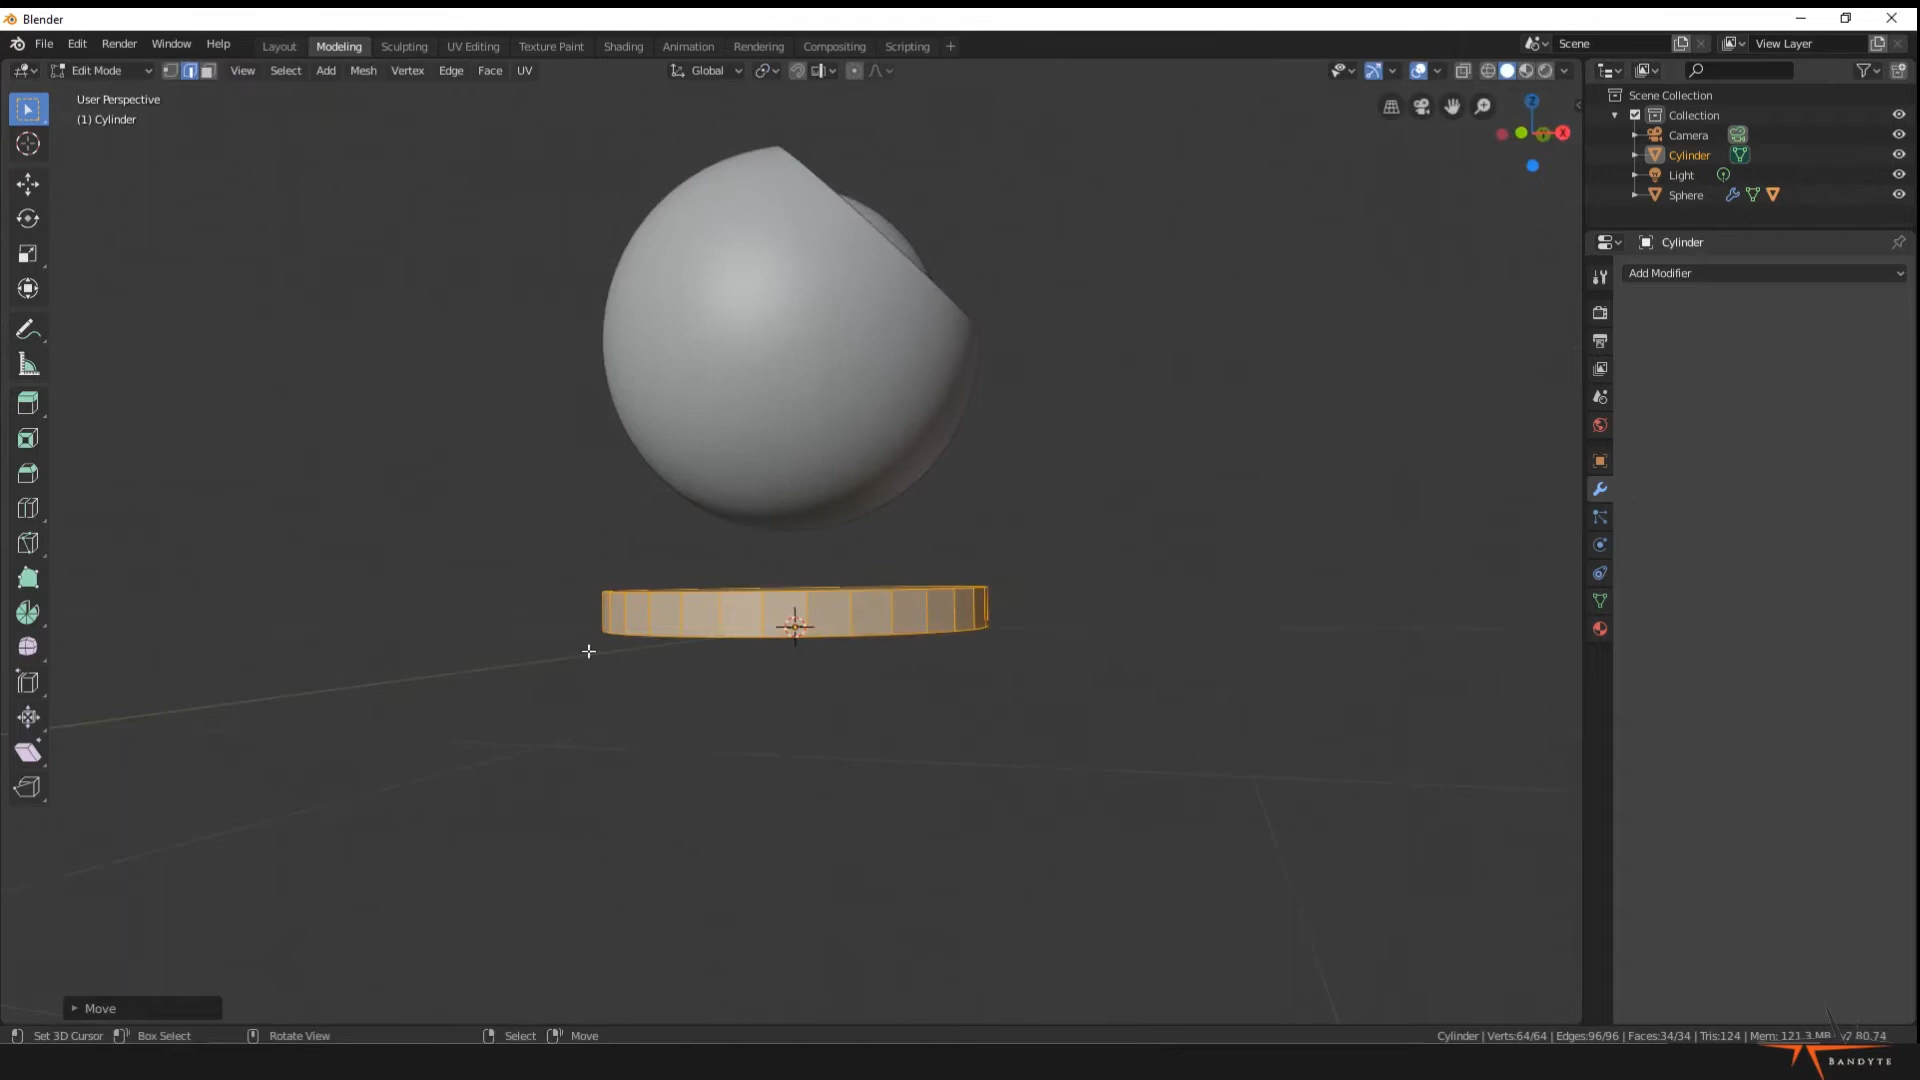 Blender
File Edit Render Window Help Layout Modeling Sculpting UV Editing Texture Paint Shading Animation Rendering Compositing Scripting + Scene View Layer
Edit Mode View Select Add Mesh Vertex Edge Face UV Global
User Perspective
(1) Cylinder
Z
X
Scene Collection
Collection
Camera
Cylinder
Light
Sphere
Cylinder
Add Modifier
Move
Set 3D Cursor Box Select Rotate View Select Move
Cylinder | Verts:64/64 | Edges:96/96 | Faces:34/34 | Tris:124 | Mem: 121.3 MB
BANDYTE